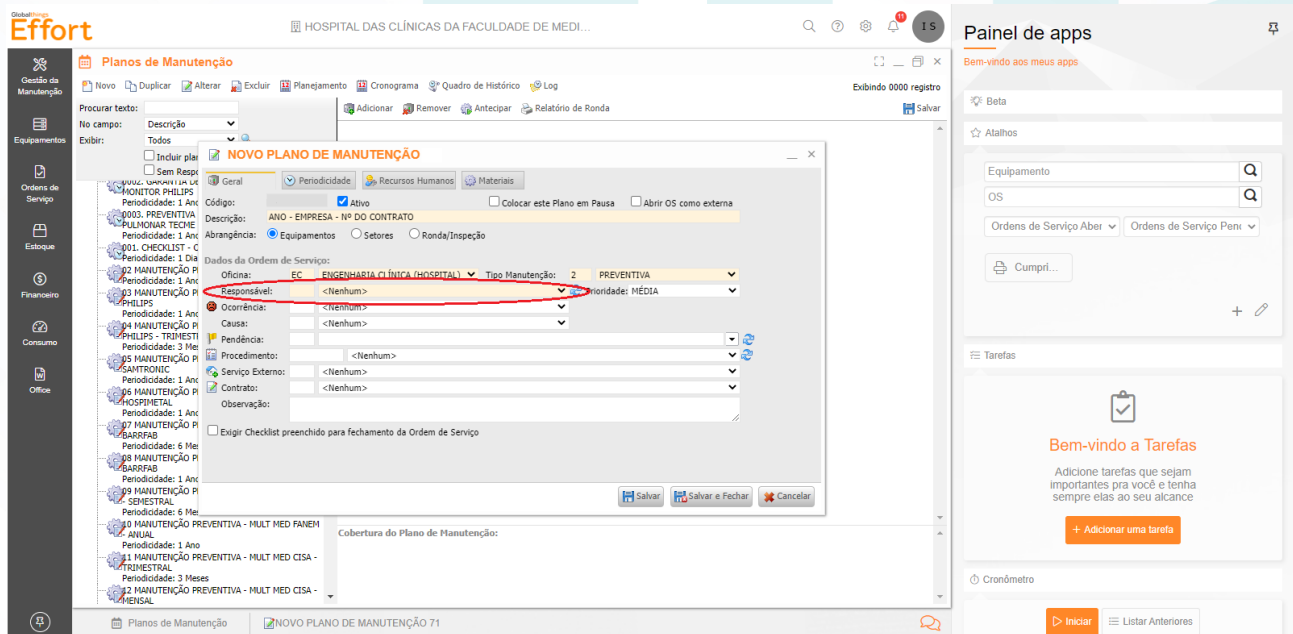 Globalthings
Effort
HOSPITAL DAS CLÍNICAS DA FACULDADE DE MEDI...
11
I S
Painel de apps
Bem-vindo aos meus apps
Gestão da
Manutenção
Equipamentos
Ordens de
Serviço
Estoque
Financeiro
Consumo
Office
Planos de Manutenção
Novo Duplicar Alterar Excluir Planejamento Cronograma Quadro de Histórico Log
Exibindo 0000 registro
Procurar texto:
No campo: Descrição
Exibir: Todos
Incluir plan
Sem Respo
Adicionar Remover Antecipar Relatório de Ronda
Salvar
0002. GARANTIA DE
MONITOR PHILIPS
Periodicidade: 1 Ano
0003. PREVENTIVA
PULMONAR TECME
Periodicidade: 1 Ano
001. CHECKLIST - C
Periodicidade: 1 Dia
02 MANUTENÇÃO P
Periodicidade: 1 Ano
03 MANUTENÇÃO P
PHILIPS
Periodicidade: 1 Ano
04 MANUTENÇÃO P
PHILIPS - TRIMEST
Periodicidade: 3 Mes
05 MANUTENÇÃO P
SAMTRONIC
Periodicidade: 1 Ano
06 MANUTENÇÃO P
HOSPIMETAL
Periodicidade: 1 Ano
07 MANUTENÇÃO P
BARRFAB
Periodicidade: 6 Mes
08 MANUTENÇÃO P
BARRFAB
Periodicidade: 1 Ano
09 MANUTENÇÃO P
- SEMESTRAL
Periodicidade: 6 Mes
10 MANUTENÇÃO PREVENTIVA - MULT MED FANEM
- ANUAL
Periodicidade: 1 Ano
11 MANUTENÇÃO PREVENTIVA - MULT MED CISA -
TRIMESTRAL
Periodicidade: 3 Meses
12 MANUTENÇÃO PREVENTIVA - MULT MED CISA -
MENSAL
NOVO PLANO DE MANUTENÇÃO
Geral Periodicidade Recursos Humanos Materiais
Código: Ativo Colocar este Plano em Pausa Abrir OS como externa
Descrição: ANO - EMPRESA - Nº DO CONTRATO
Abrangência: Equipamentos Setores Ronda/Inspeção
Dados da Ordem de Serviço:
Oficina: EC ENGENHARIA CLÍNICA (HOSPITAL) Tipo Manutenção: 2 PREVENTIVA
Responsável: <Nenhum> Prioridade: MÉDIA
Ocorrência: <Nenhum>
Causa: <Nenhum>
Pendência:
Procedimento: <Nenhum>
Serviço Externo: <Nenhum>
Contrato: <Nenhum>
Observação:
Exigir Checklist preenchido para fechamento da Ordem de Serviço
Salvar Salvar e Fechar Cancelar
Cobertura do Plano de Manutenção:
Planos de Manutenção
NOVO PLANO DE MANUTENÇÃO 71
Beta
Atalhos
Equipamento
OS
Ordens de Serviço Aber Ordens de Serviço Penc
Cumpri...
Tarefas
Bem-vindo a Tarefas
Adicione tarefas que sejam
importantes pra você e tenha
sempre elas ao seu alcance
+ Adicionar uma tarefa
Cronômetro
Iniciar
Listar Anteriores